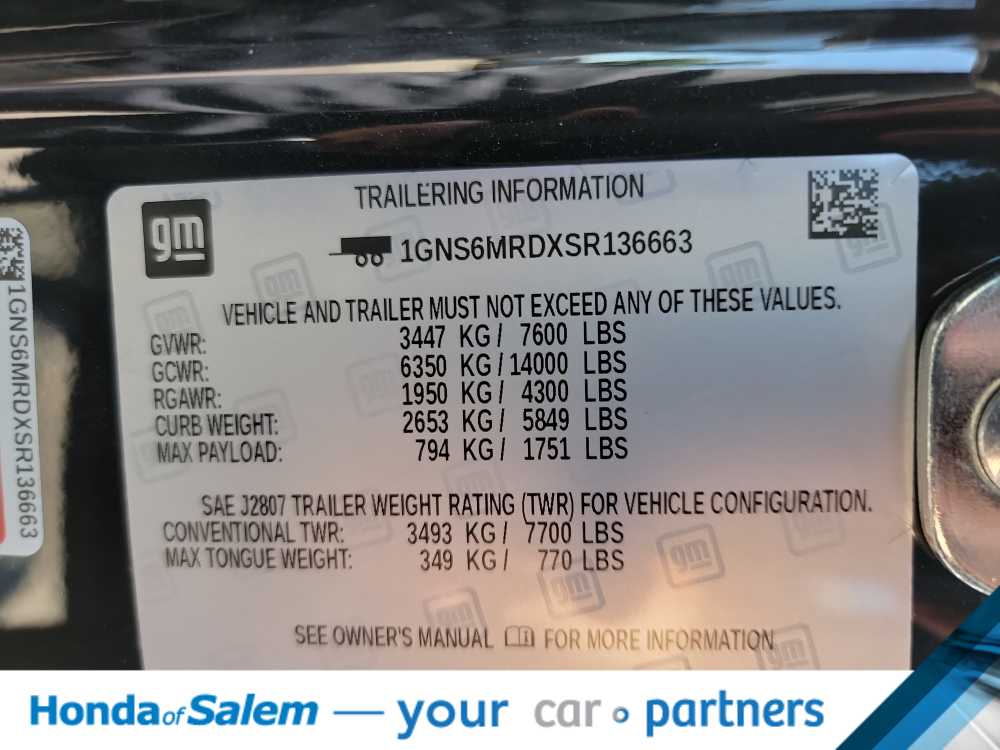 TRAILERING INFORMATION
gm
1GNS6MRDXSR136663
VEHICLE AND TRAILER MUST NOT EXCEED ANY OF THESE VALUES.
GVWR: 3447 KG / 7600 LBS
GCWR: 6350 KG / 14000 LBS
RGAWR: 1950 KG / 4300 LBS
CURB WEIGHT: 2653 KG / 5849 LBS
MAX PAYLOAD: 794 KG / 1751 LBS
SAE J2807 TRAILER WEIGHT RATING (TWR) FOR VEHICLE CONFIGURATION.
CONVENTIONAL TWR: 3493 KG / 7700 LBS
MAX TONGUE WEIGHT: 349 KG / 770 LBS
SEE OWNER'S MANUAL FOR MORE INFORMATION
1GNS6MRDXSR136663
Honda of Salem — your car partners